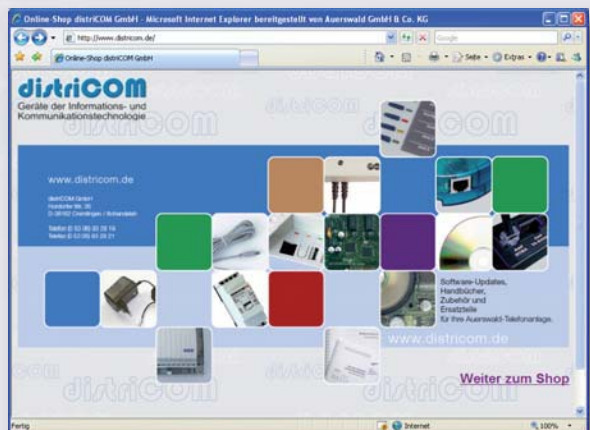 Online-Shop distriCOM GmbH - Microsoft Internet Explorer bereitgestellt von Auerswald GmbH & Co. KG
http://www.districom.de/
Google
Online-Shop distriCOM GmbH
Seite
Extras
distriCOM
Geräte der Informations- und
Kommunikationstechnologie
www.districom.de
distriCOM GmbH
Software-Updates,
Handbücher,
Zubehör und
Ersatzteile
für Ihre Auerswald-Telefonanlage.
www.districom.de
Weiter zum Shop
Fertig
Internet
100%